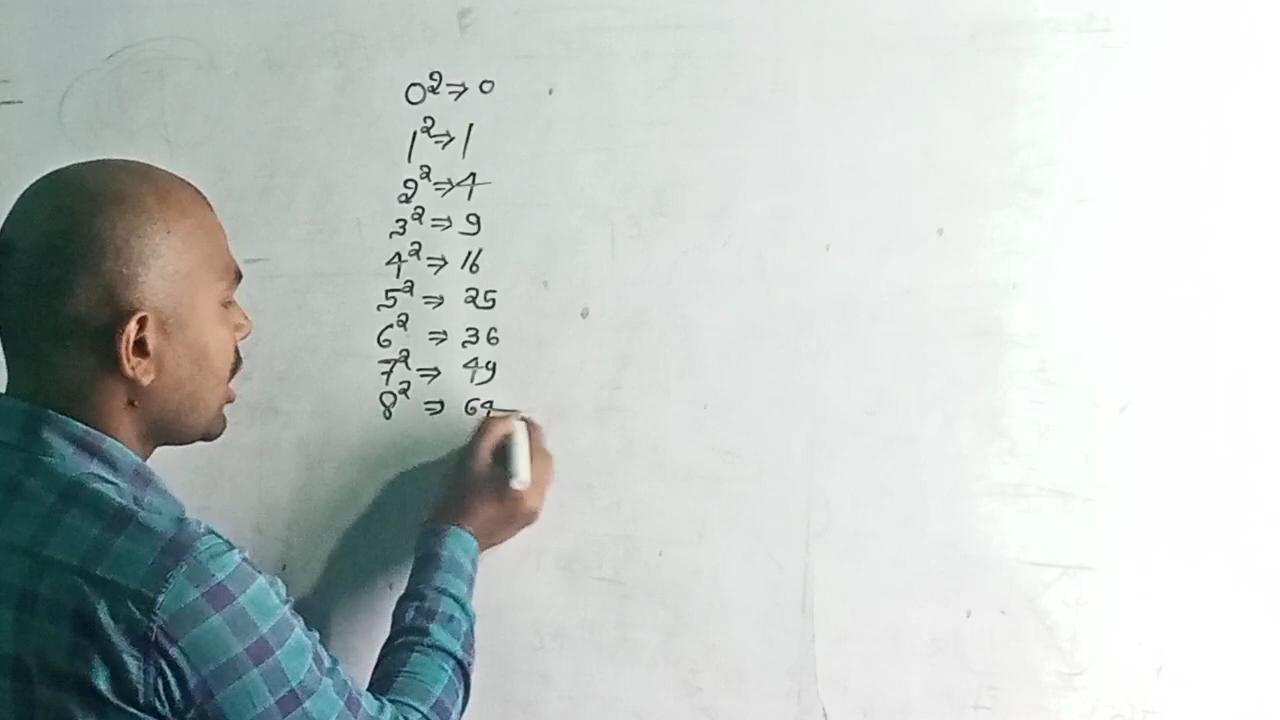 0² ⇒ 0
1² ⇒ 1
2² ⇒ 4
3² ⇒ 9
4² ⇒ 16
5² ⇒ 25
6² ⇒ 36
7² ⇒ 49
8² ⇒ 64